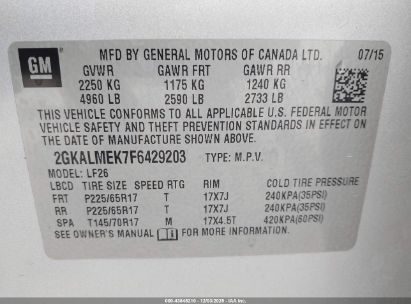 GM
MFD BY GENERAL MOTORS OF CANADA LTD. 07/15
GVWR GAWR FRT GAWR RR
2250 KG 1175 KG 1240 KG
4960 LB 2590 LB 2733 LB
THIS VEHICLE CONFORMS TO ALL APPLICABLE U.S. FEDERAL MOTOR
VEHICLE SAFETY AND THEFT PREVENTION STANDARDS IN EFFECT
ON THE DATE OF MANUFACTURE SHOWN ABOVE.
2GKALMEK7F6429203 TYPE: M.P.V.
MODEL: LF26
LBCD TIRE SIZE SPEED RTG RIM COLD TIRE PRESSURE
FRT P225/65R17 T 17X7J 240KPA(35PSI)
RR P225/65R17 T 17X7J 240KPA(35PSI)
SPA T145/70R17 M 17X4.5T 420KPA(60PSI)
SEE OWNER'S MANUAL FOR MORE INFORMATION.